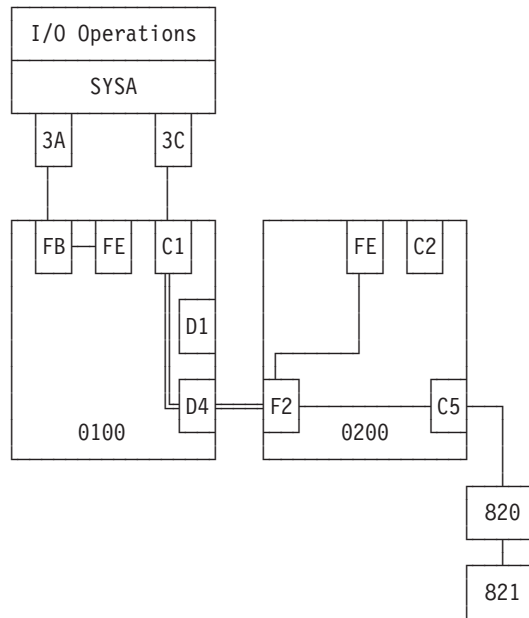 I/O Operations
SYSA
3A 3C
FB FE C1 FE C2
D1
D4 F2 C5
0100 0200
820
821